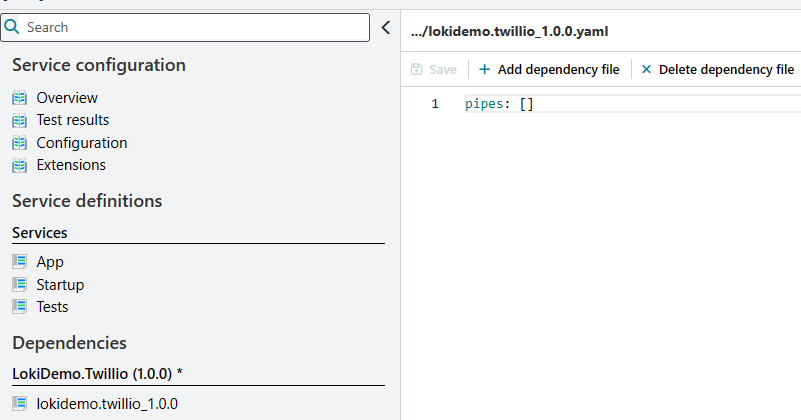 Search
Service configuration
Overview
Test results
Configuration
Extensions
Service definitions
Services
App
Startup
Tests
Dependencies
LokiDemo.Twillio (1.0.0) *
lokidemo.twillio_1.0.0
.../lokidemo.twillio_1.0.0.yaml
Save
+ Add dependency file
× Delete dependency file
1 pipes: []